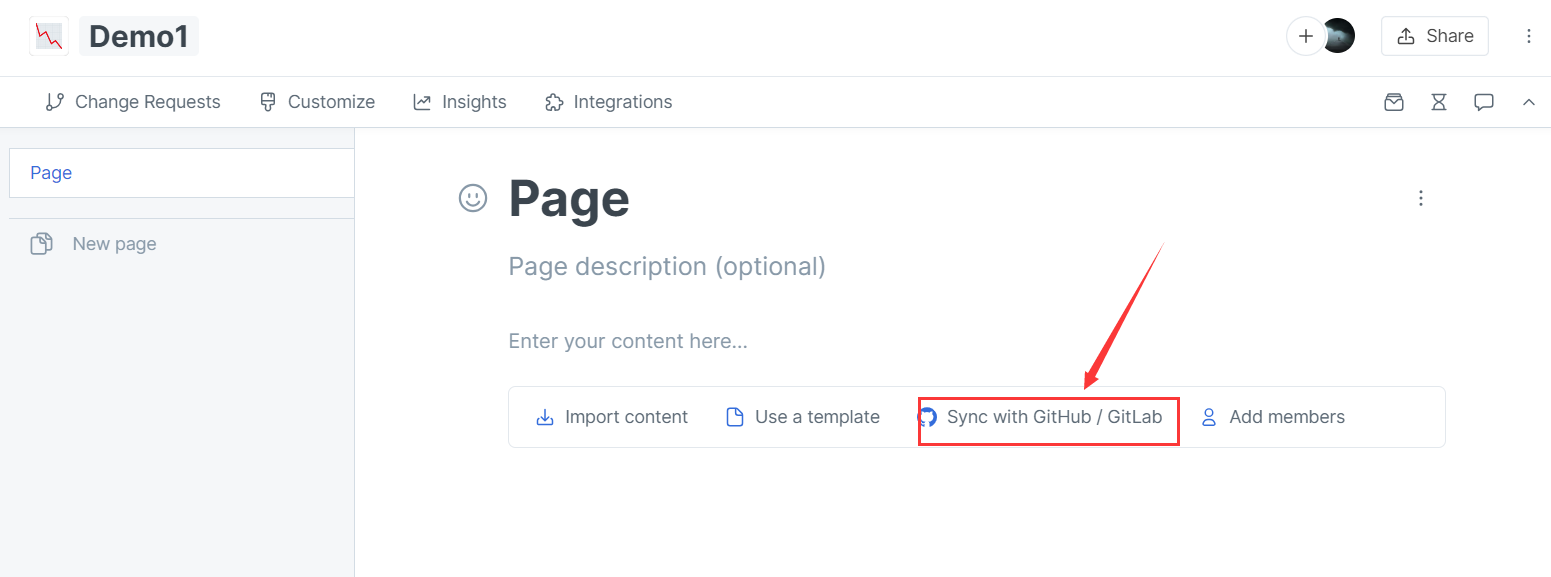 Demo1
Share
Change Requests Customize Insights Integrations
Page
New page
Page
Page description (optional)
Enter your content here...
Import content Use a template Sync with GitHub / GitLab Add members